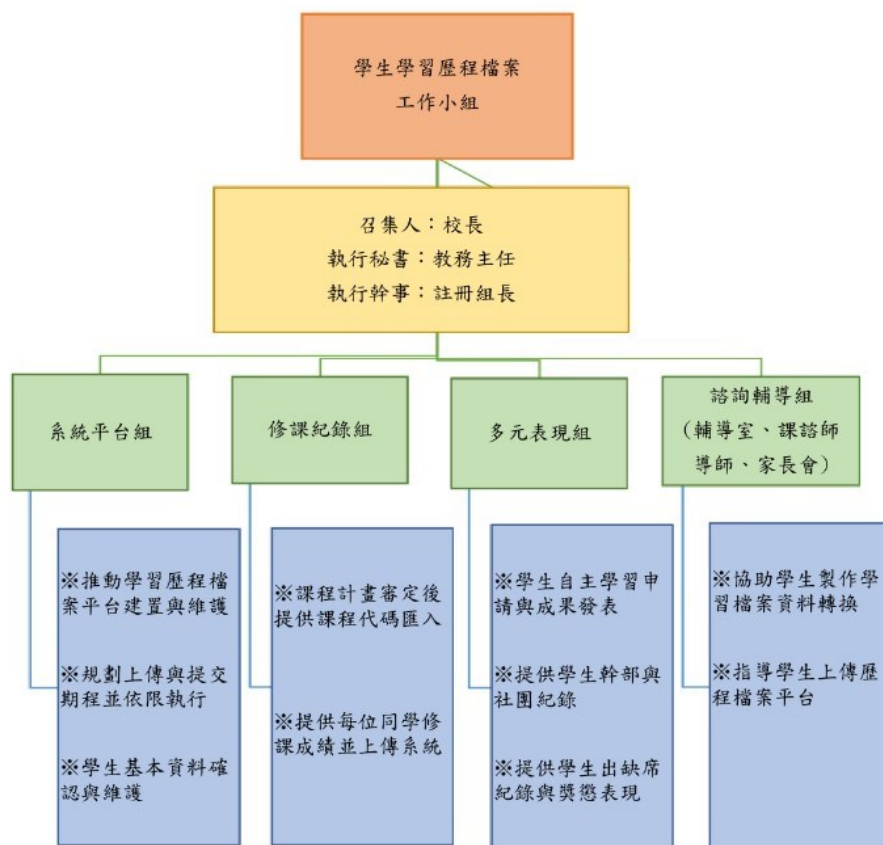 學生學習歷程檔案
工作小組
召集人：校長
執行秘書：教務主任
執行幹事：註冊組長
系統平台組
修課紀錄組
多元表現組
諮詢輔導組
(輔導室、課諮師
導師、家長會)
※推動學習歷程檔
案平台建置與維護
※規劃上傳與提交
期程並依限執行
※學生基本資料確
認與維護
※課程計畫審定後
提供課程代碼匯入
※提供每位同學修
課成績並上傳系統
※學生自主學習申
請與成果發表
※提供學生幹部與
社團紀錄
※提供學生出缺席
紀錄與獎懲表現
※協助學生製作學
習檔案資料轉換
※指導學生上傳歷
程檔案平台